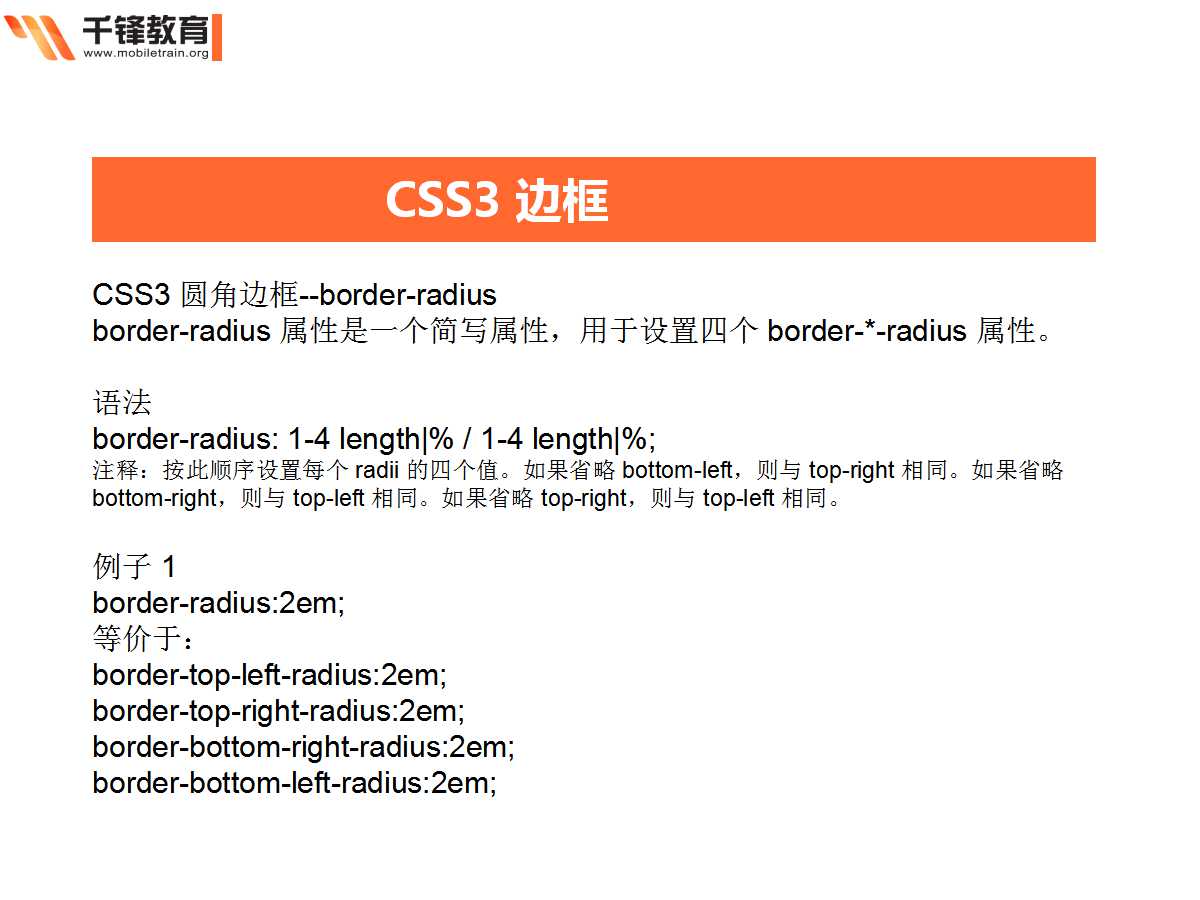 千锋教育
www.mobiletrain.org
CSS3 边框
CSS3 圆角边框--border-radius
border-radius 属性是一个简写属性，用于设置四个 border-*-radius 属性。
语法
border-radius: 1-4 length|% / 1-4 length|%;
注释：按此顺序设置每个 radii 的四个值。如果省略 bottom-left，则与 top-right 相同。如果省略
bottom-right，则与 top-left 相同。如果省略 top-right，则与 top-left 相同。
例子 1
border-radius:2em;
等价于：
border-top-left-radius:2em;
border-top-right-radius:2em;
border-bottom-right-radius:2em;
border-bottom-left-radius:2em;